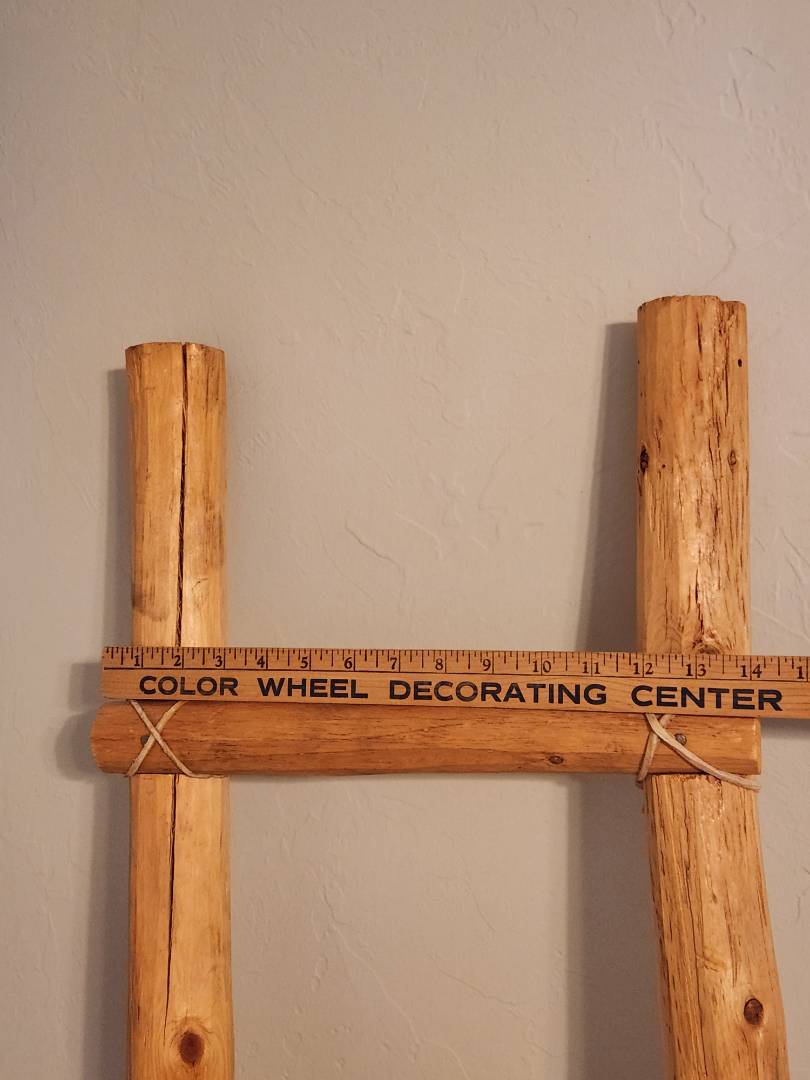 1 2 3 4 5 6 7 8 9 10 11 12 13 14
COLOR WHEEL DECORATING CENTER